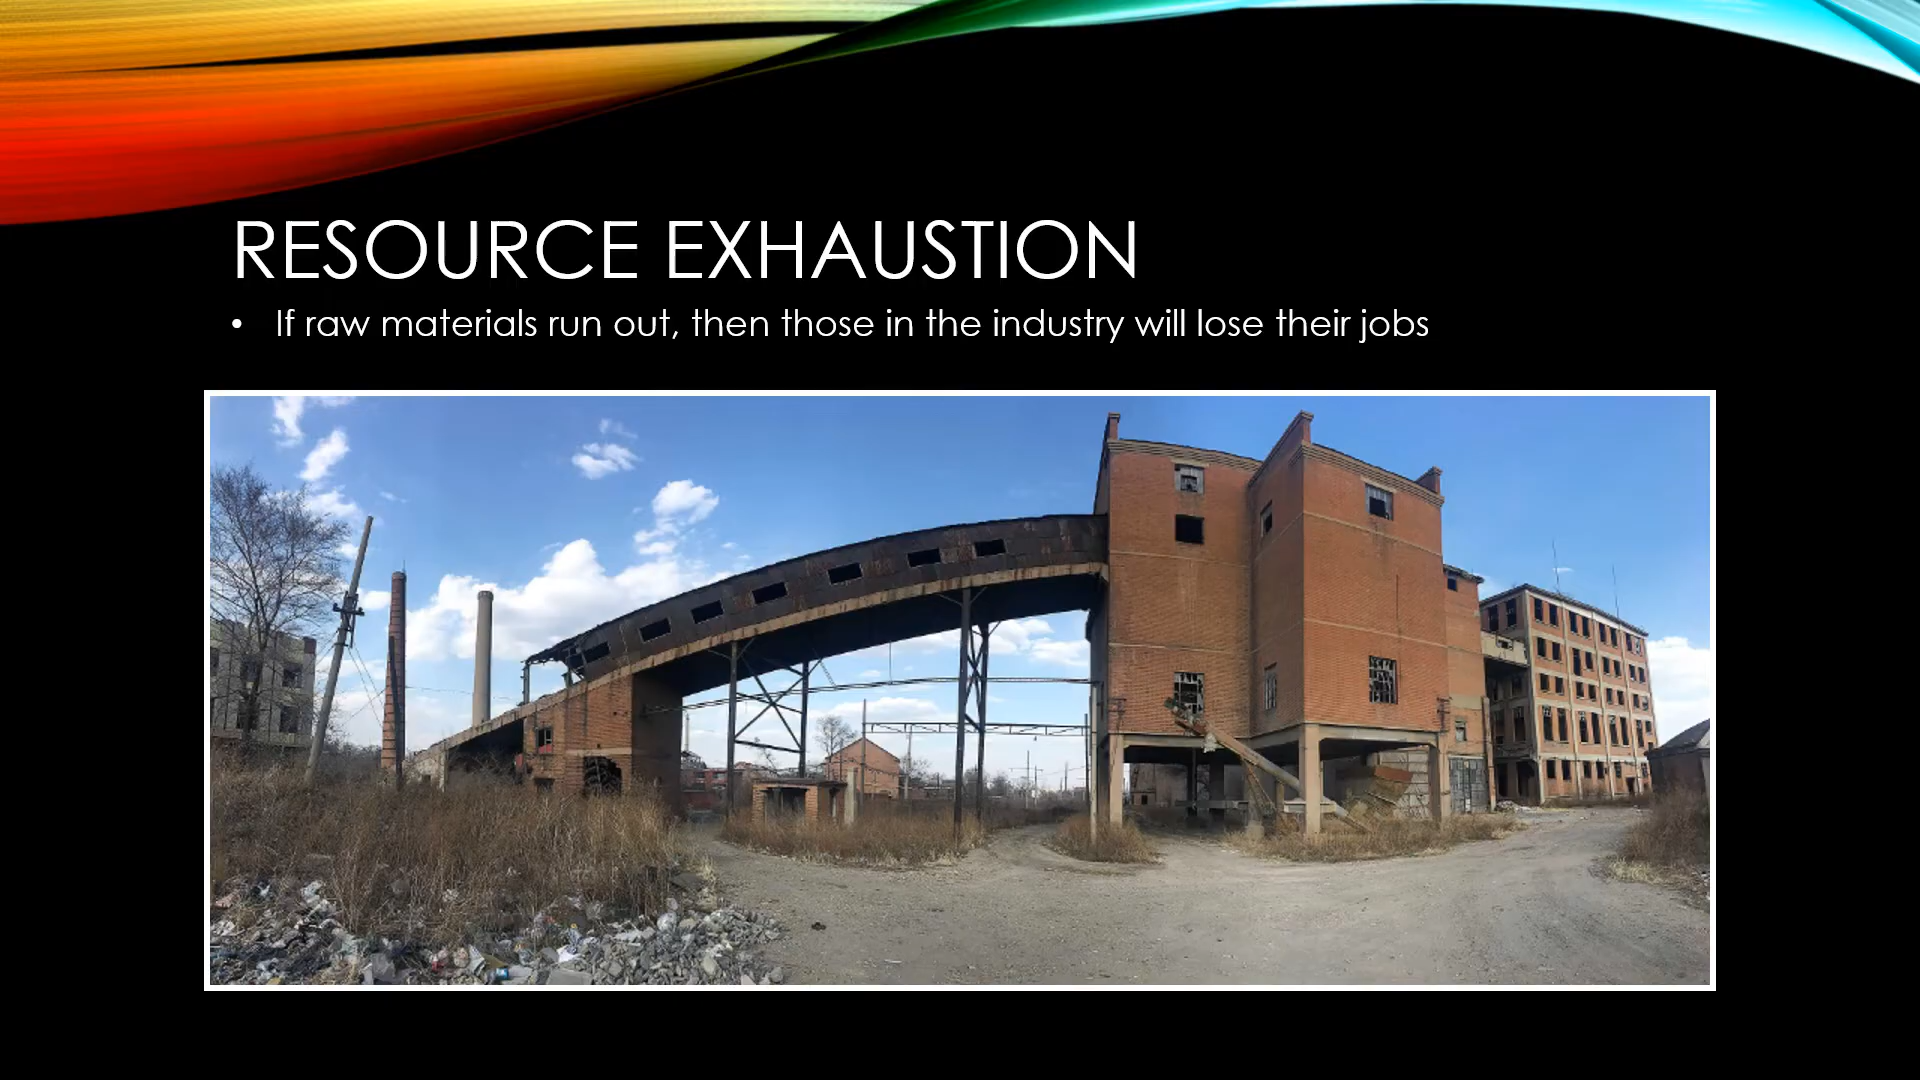 RESOURCE EXHAUSTION
• If raw materials run out, then those in the industry will lose their jobs